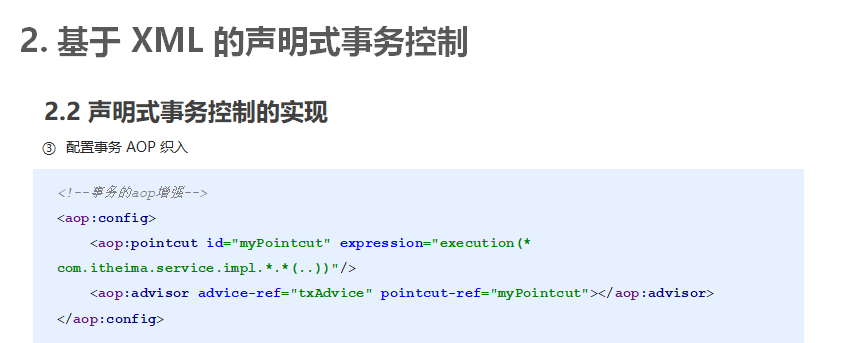 2. 基于 XML 的声明式事务控制
2.2 声明式事务控制的实现
③ 配置事务 AOP 织入
<!--事务的aop增强-->
<aop:config>
<aop:pointcut id="myPointcut" expression="execution(*
com.itheima.service.impl.*.*(..))"/>
<aop:advisor advice-ref="txAdvice" pointcut-ref="myPointcut"></aop:advisor>
</aop:config>